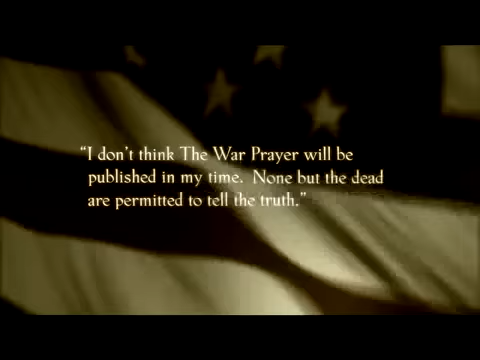 “I don’t think The War Prayer will be
published in my time.  None but the dead
are permitted to tell the truth.”